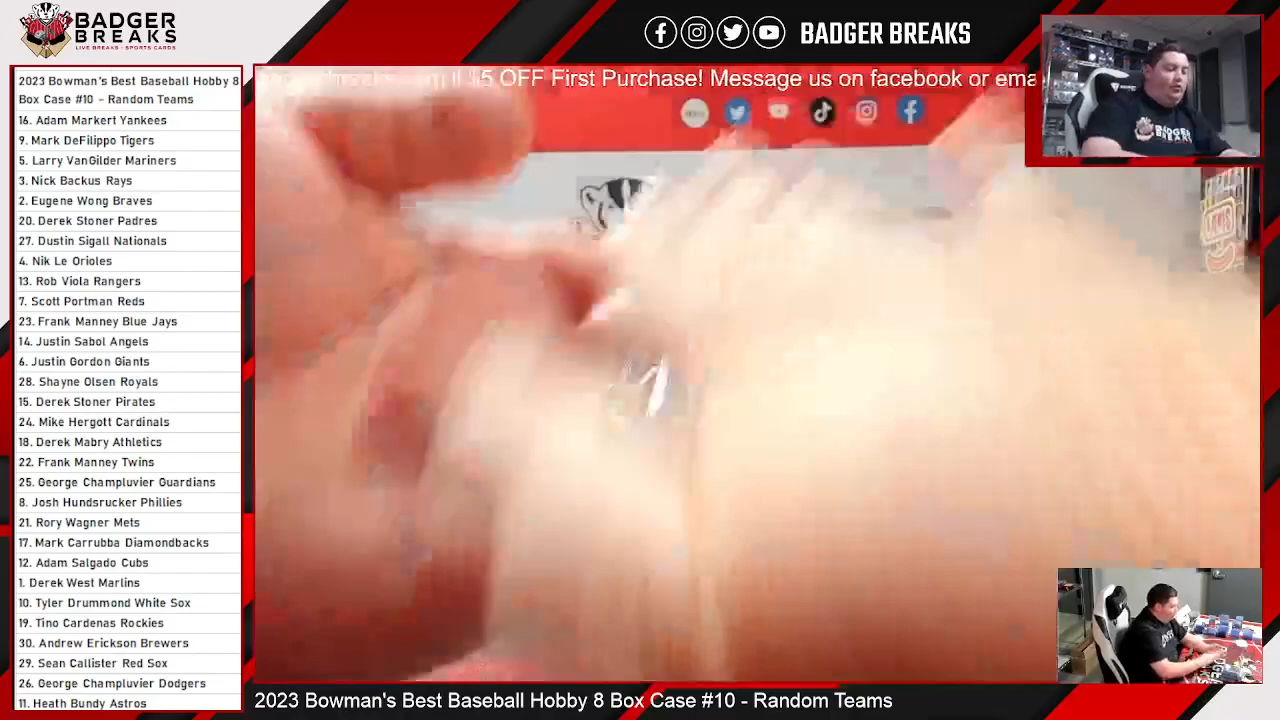 BADGER
BREAKS
LIVE BREAKS • SPORTS CARDS
BADGER BREAKS
5 OFF First Purchase! Message us on facebook or ema
2023 Bowman's Best Baseball Hobby 8
Box Case #10 - Random Teams
16. Adam Markert Yankees
9. Mark DeFilippo Tigers
5. Larry VanGilder Mariners
3. Nick Backus Rays
2. Eugene Wong Braves
20. Derek Stoner Padres
27. Dustin Sigall Nationals
4. Nik Le Orioles
13. Rob Viola Rangers
7. Scott Portman Reds
23. Frank Manney Blue Jays
14. Justin Sabol Angels
6. Justin Gordon Giants
28. Shayne Olsen Royals
15. Derek Stoner Pirates
24. Mike Hergott Cardinals
18. Derek Mabry Athletics
22. Frank Manney Twins
25. George Champluvier Guardians
8. Josh Hundsrucker Phillies
21. Rory Wagner Mets
17. Mark Carrubba Diamondbacks
12. Adam Salgado Cubs
1. Derek West Marlins
10. Tyler Drummond White Sox
19. Tino Cardenas Rockies
30. Andrew Erickson Brewers
29. Sean Callister Red Sox
26. George Champluvier Dodgers
11. Heath Bundy Astros
BADGER
BREAKS
2023 Bowman's Best Baseball Hobby 8 Box Case #10 - Random Teams